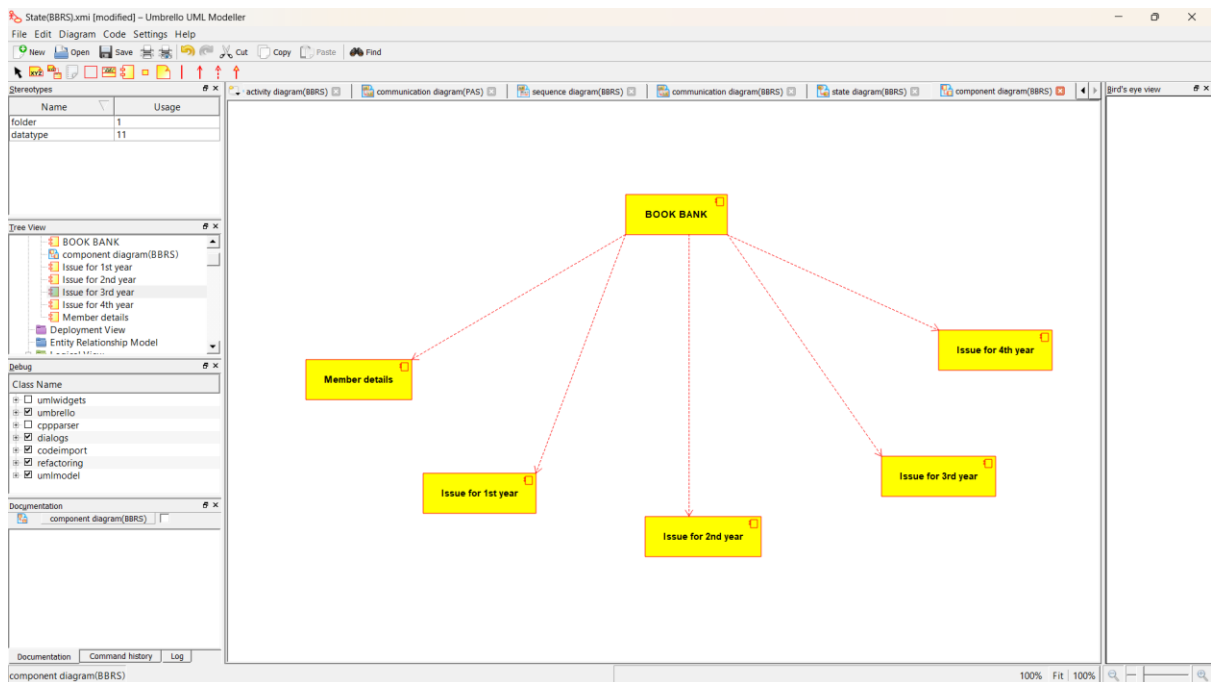 State(BBRS).xmi [modified] – Umbrello UML Modeller
File Edit Diagram Code Settings Help
New Open Save Cut Copy Paste Find
XYZ
Stereotypes
Name Usage
folder 1
datatype 11
Tree View
BOOK BANK
component diagram(BBRS)
Issue for 1st year
Issue for 2nd year
Issue for 3rd year
Issue for 4th year
Member details
Deployment View
Entity Relationship Model
Debug
Class Name
umlwidgets
umbrello
cppparser
dialogs
codeimport
refactoring
umlmodel
Documentation
component diagram(BBRS)
Documentation Command history Log
activity diagram(BBRS) communication diagram(PAS) sequence diagram(BBRS) communication diagram(BBRS) state diagram(BBRS) component diagram(BBRS)
BOOK BANK
Issue for 4th year
Member details
Issue for 3rd year
Issue for 1st year
Issue for 2nd year
Bird's eye view
component diagram(BBRS)
100% Fit 100%